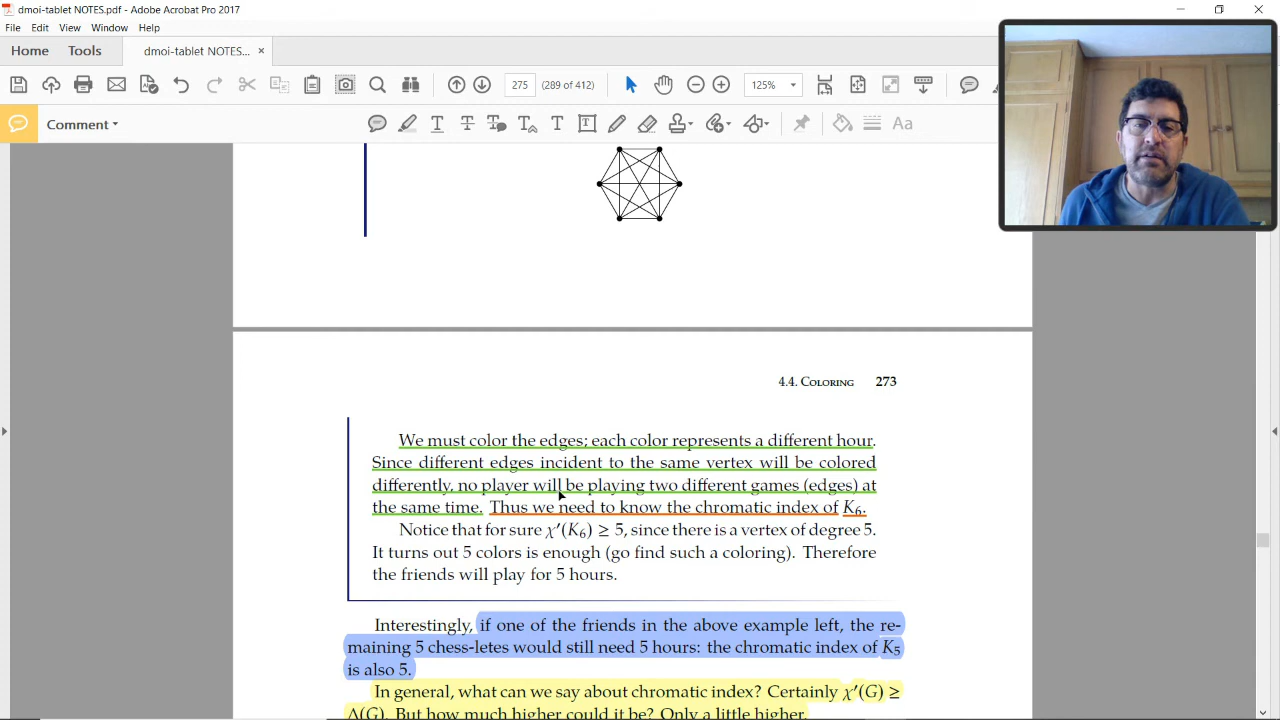 dmoi-tablet NOTES.pdf - Adobe Acrobat Pro 2017
File Edit View Window Help
Home Tools dmoi-tablet NOTES... ×
275 (289 of 412) 125%
Comment
4.4. Coloring 273
We must color the edges; each color represents a different hour.
Since different edges incident to the same vertex will be colored
differently, no player will be playing two different games (edges) at
the same time. Thus we need to know the chromatic index of K₆.
Notice that for sure χ′(K₆) ≥ 5, since there is a vertex of degree 5.
It turns out 5 colors is enough (go find such a coloring). Therefore
the friends will play for 5 hours.
Interestingly, if one of the friends in the above example left, the re-
maining 5 chess-letes would still need 5 hours: the chromatic index of K₅
is also 5.
In general, what can we say about chromatic index? Certainly χ′(G) ≥
Δ(G). But how much higher could it be? Only a little higher.